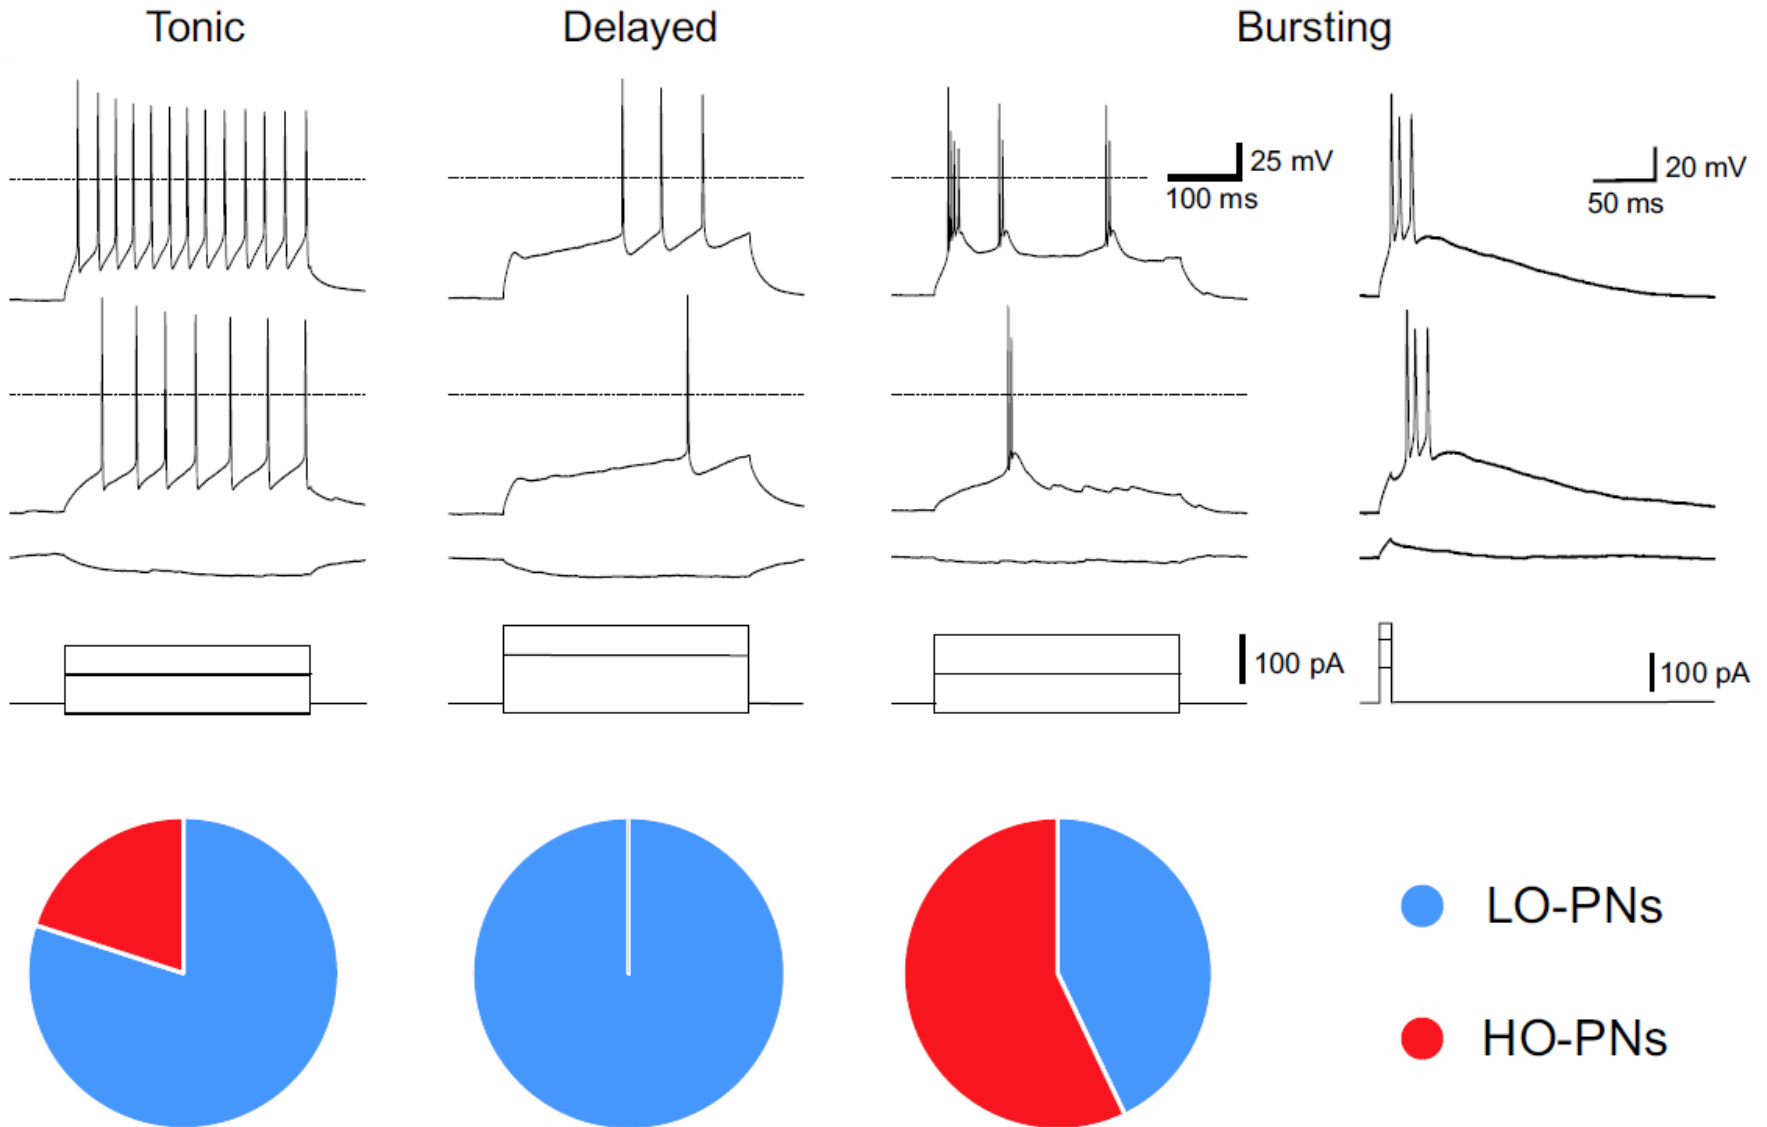 Tonic
Delayed
Bursting
25 mV
100 ms
20 mV
50 ms
100 pA
100 pA
LO-PNs
HO-PNs